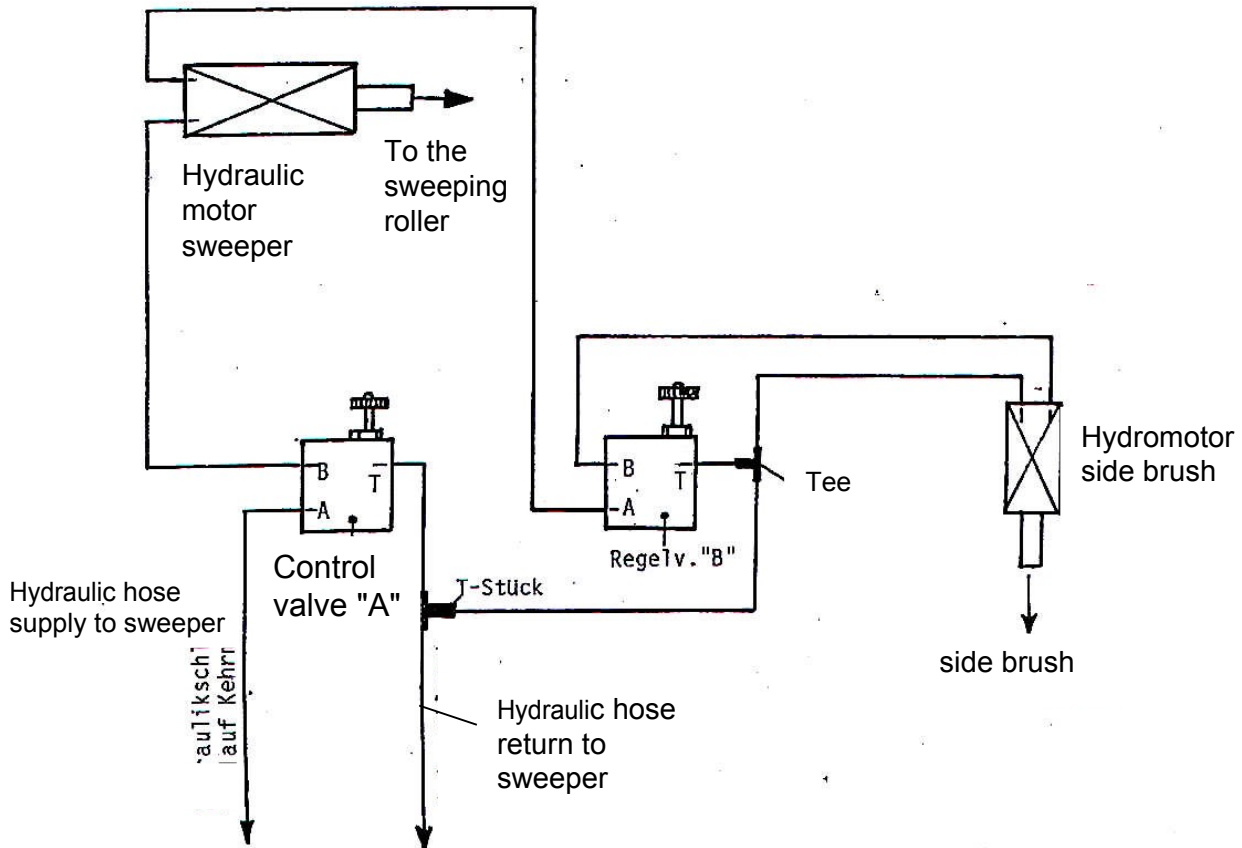 Hydraulic
motor
sweeper
To the
sweeping
roller
B
T
A
Control
valve "A"
B
T
A
Regelv."B"
Tee
Hydromotor
side brush
side brush
T-Stück
Hydraulic hose
supply to sweeper
Hydraulic hose
return to
sweeper